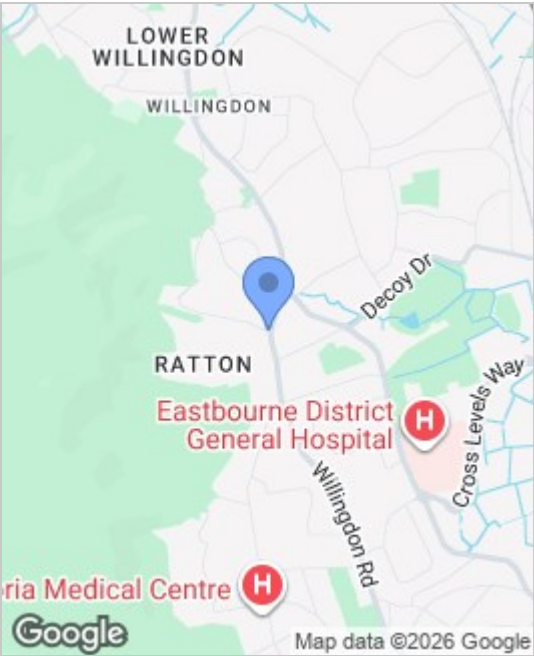 LOWER
WILLINGDON
WILLINGDON
Decoy Dr
RATTON
Eastbourne District
General Hospital
H
Cross Levels Way
Willingdon Rd
ria Medical Centre
H
Google
Map data ©2026 Google